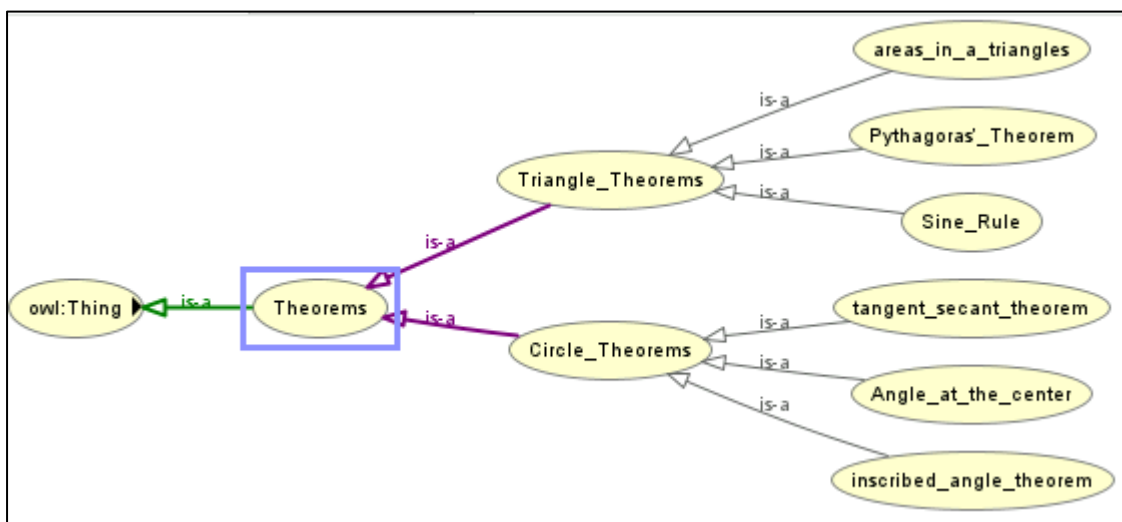 areas_in_a_triangles
is-a
Pythagoras'_Theorem
is-a
Triangle_Theorems
is-a
Sine_Rule
is-a
owl:Thing
is-a
Theorems
is-a
tangent_secant_theorem
is-a
Circle_Theorems
is-a
Angle_at_the_center
is-a
inscribed_angle_theorem